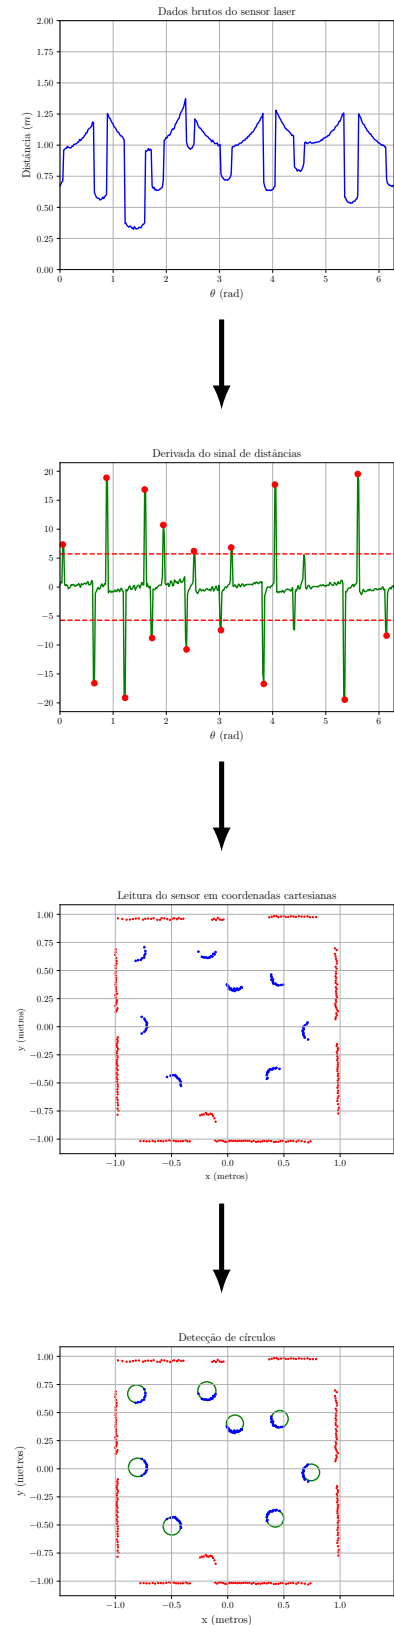 Dados brutos do sensor laser
2.00
1.75
1.50
1.25
1.00
0.75
0.50
0.25
0.00
Distância (m)
0 1 2 3 4 5 6
θ (rad)
Derivada do sinal de distâncias
20
15
10
5
0
−5
−10
−15
−20
0 1 2 3 4 5 6
θ (rad)
Leitura do sensor em coordenadas cartesianas
1.00
0.75
0.50
0.25
0.00
−0.25
−0.50
−0.75
−1.00
y (metros)
−1.0 −0.5 0.0 0.5 1.0
x (metros)
Detecção de círculos
1.00
0.75
0.50
0.25
0.00
−0.25
−0.50
−0.75
−1.00
y (metros)
−1.0 −0.5 0.0 0.5 1.0
x (metros)